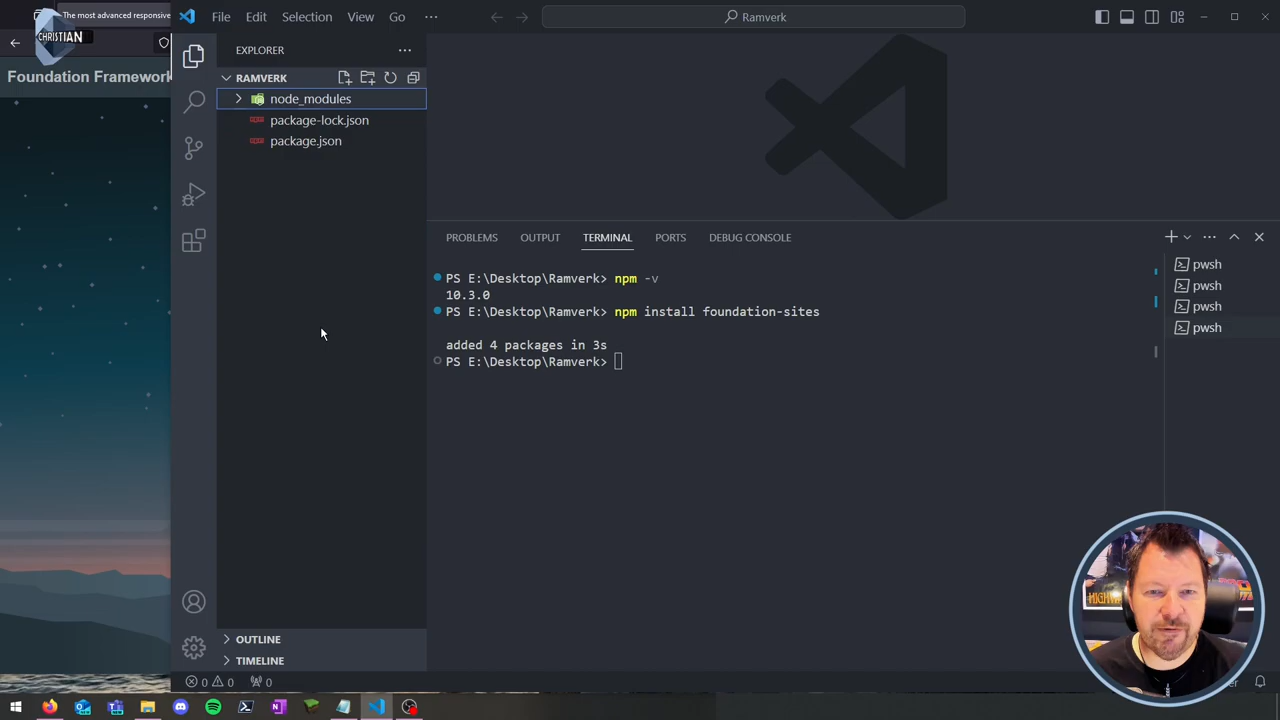 CHRISTIAN
The most advanced responsive
Foundation Framework
File Edit Selection View Go ···
Ramverk
EXPLORER
RAMVERK
node_modules
package-lock.json
package.json
OUTLINE
TIMELINE
PROBLEMS OUTPUT TERMINAL PORTS DEBUG CONSOLE
PS E:\Desktop\Ramverk> npm -v
10.3.0
PS E:\Desktop\Ramverk> npm install foundation-sites
added 4 packages in 3s
PS E:\Desktop\Ramverk>
pwsh
pwsh
pwsh
pwsh
0 0 0